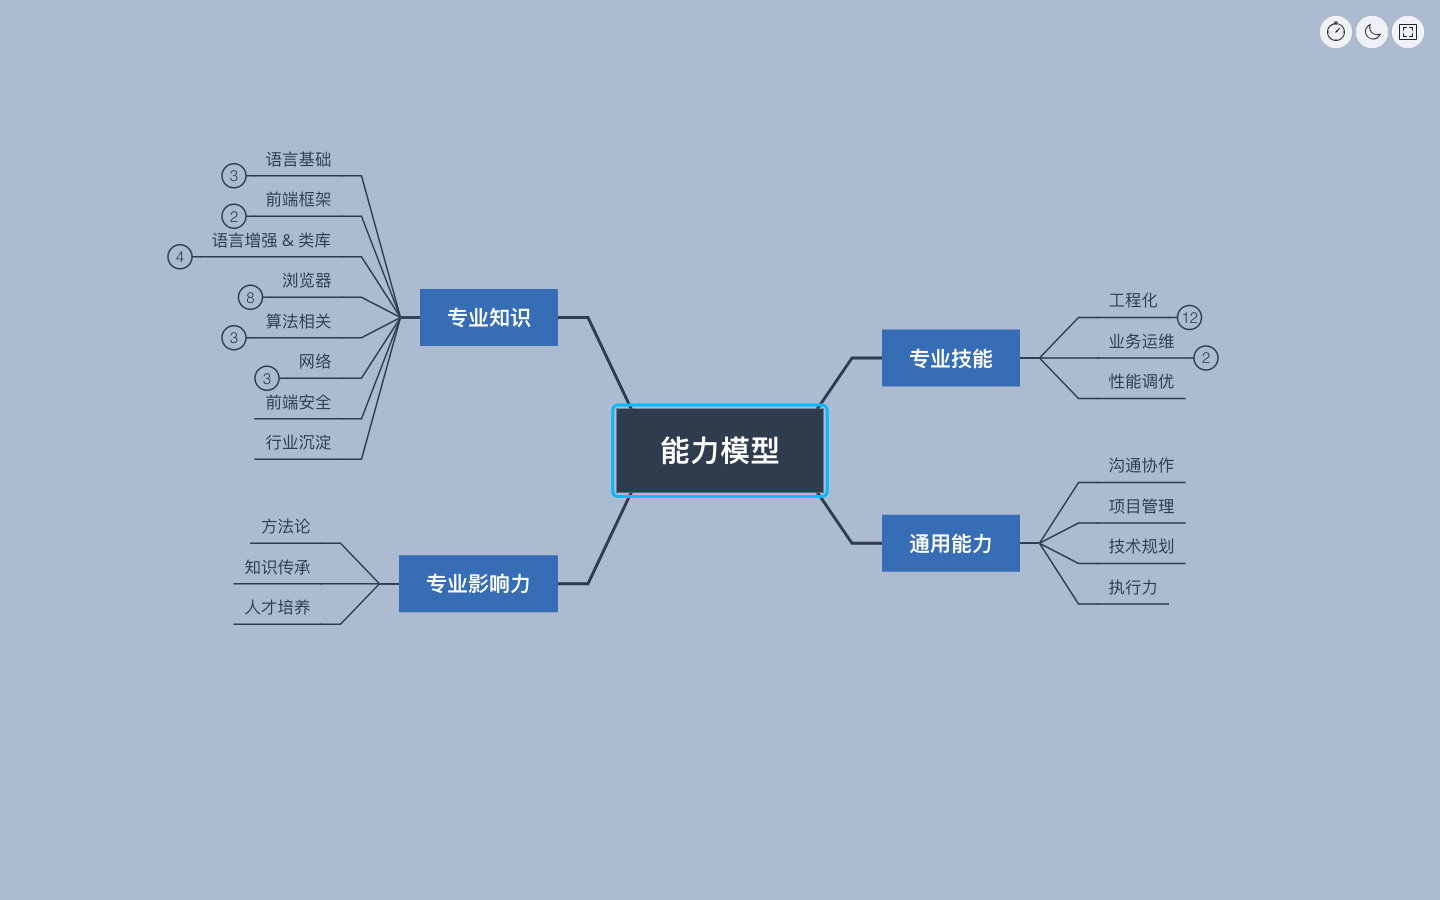 能力模型
专业知识
语言基础
3
前端框架
2
语言增强 & 类库
4
浏览器
8
算法相关
3
网络
3
前端安全
行业沉淀
专业影响力
方法论
知识传承
人才培养
专业技能
工程化
12
业务运维
2
性能调优
通用能力
沟通协作
项目管理
技术规划
执行力